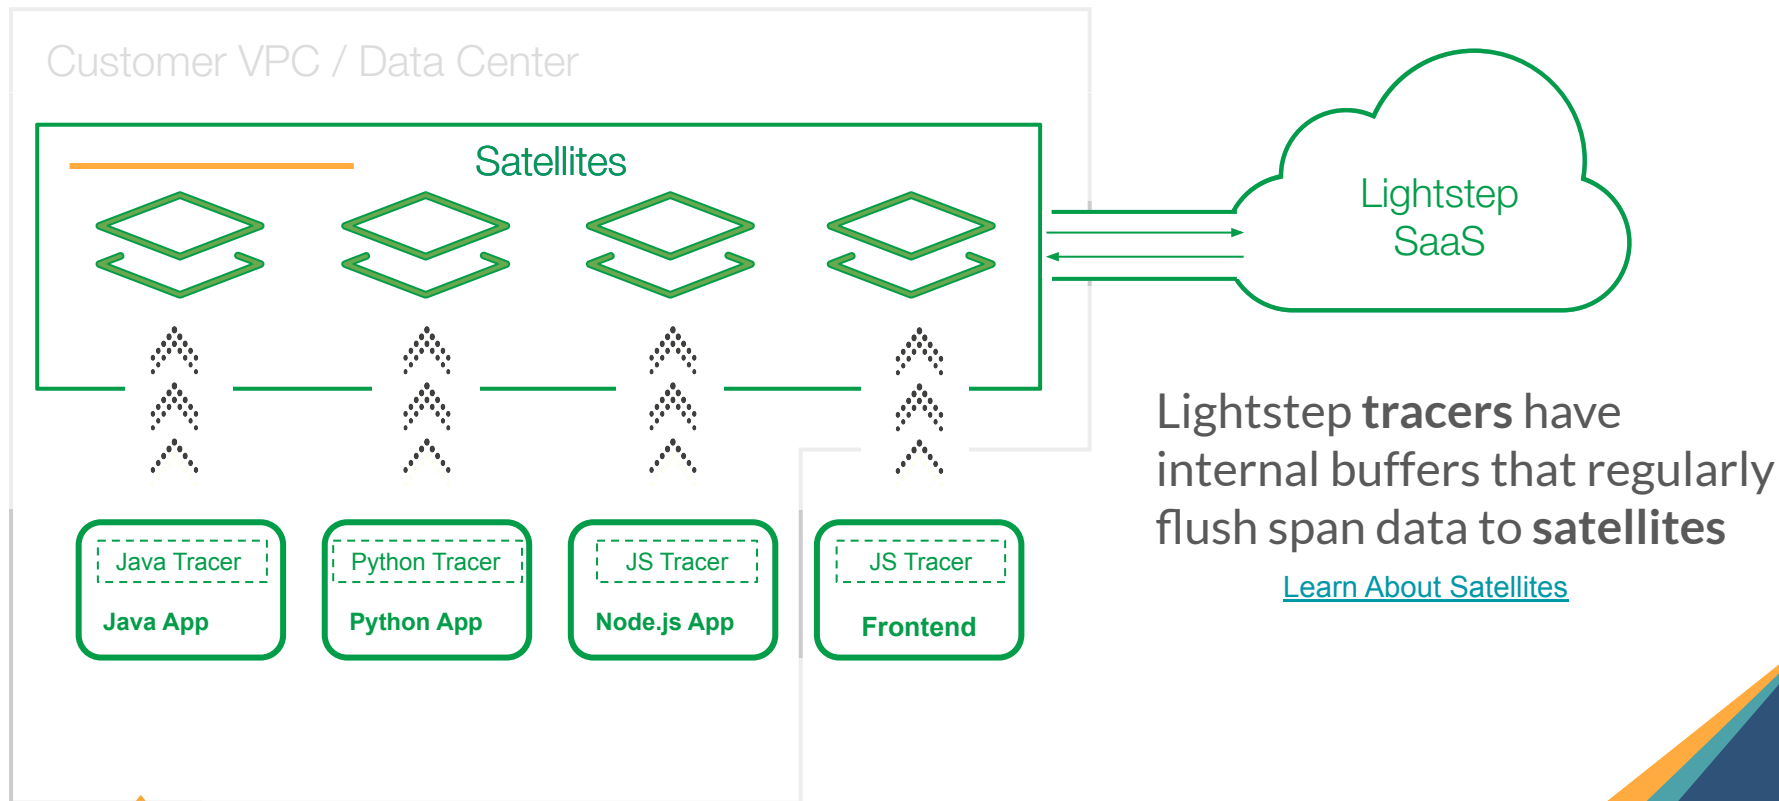 Customer VPC / Data Center
Satellites
Lightstep
SaaS
Java Tracer
Java App
Python Tracer
Python App
JS Tracer
Node.js App
JS Tracer
Frontend
Lightstep tracers have
internal buffers that regularly
flush span data to satellites
Learn About Satellites